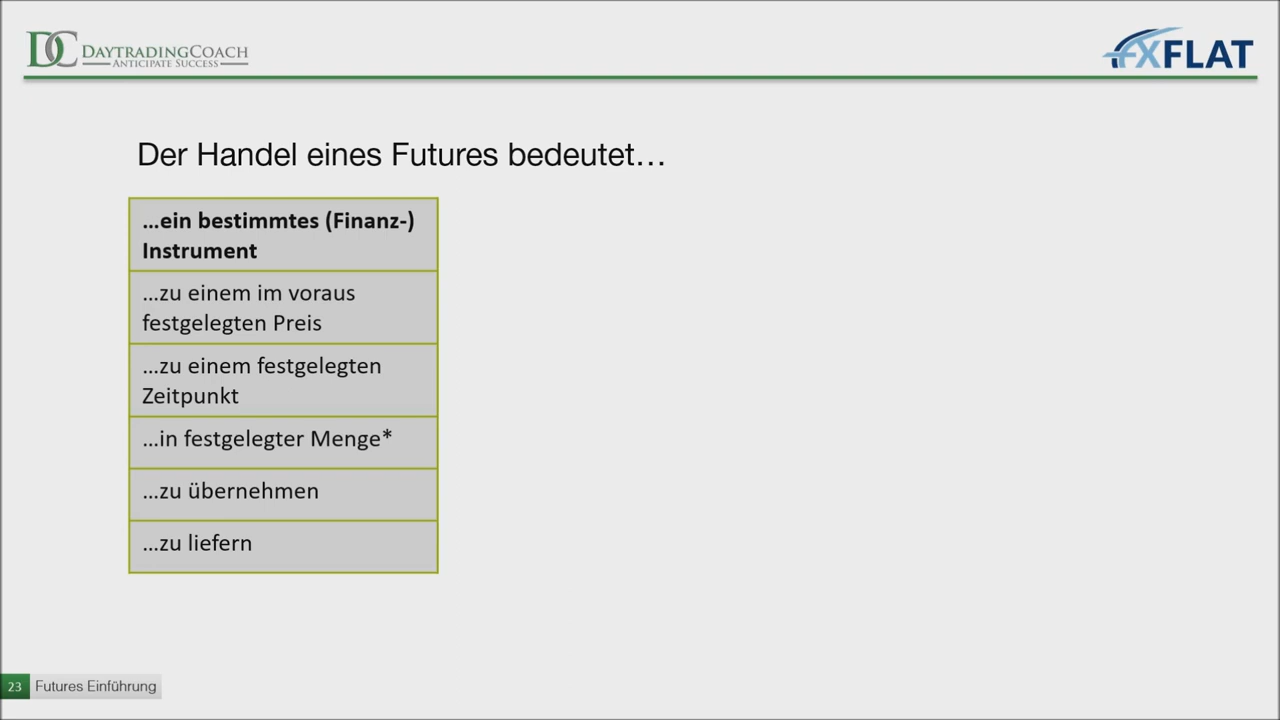 DC DAYTRADINGCOACH
ANTICIPATE SUCCESS
FXFLAT
Der Handel eines Futures bedeutet...
...ein bestimmtes (Finanz-)
Instrument
...zu einem im voraus
festgelegten Preis
...zu einem festgelegten
Zeitpunkt
...in festgelegter Menge*
...zu übernehmen
...zu liefern
23 Futures Einführung